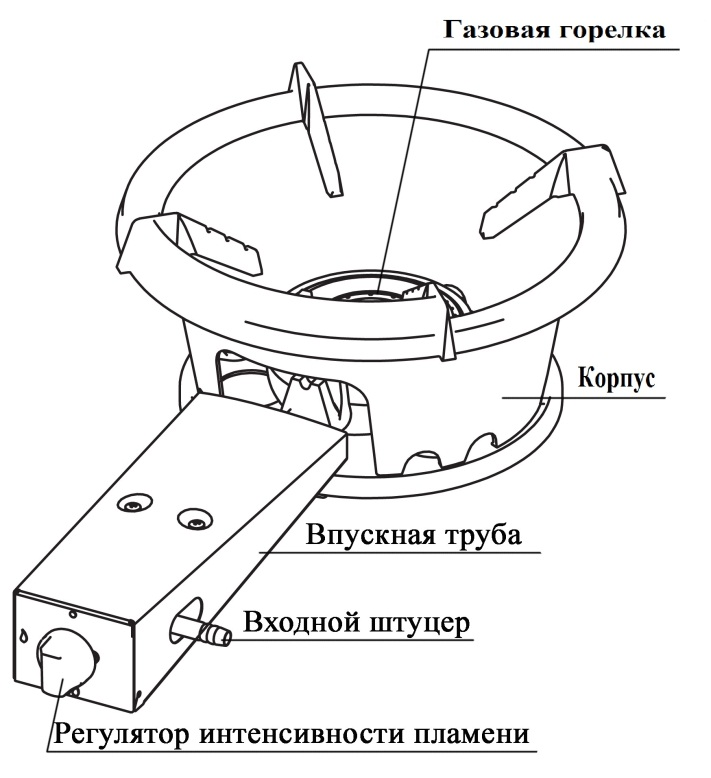 Газовая горелка
Корпус
Впускная труба
Входной штуцер
Регулятор интенсивности пламени